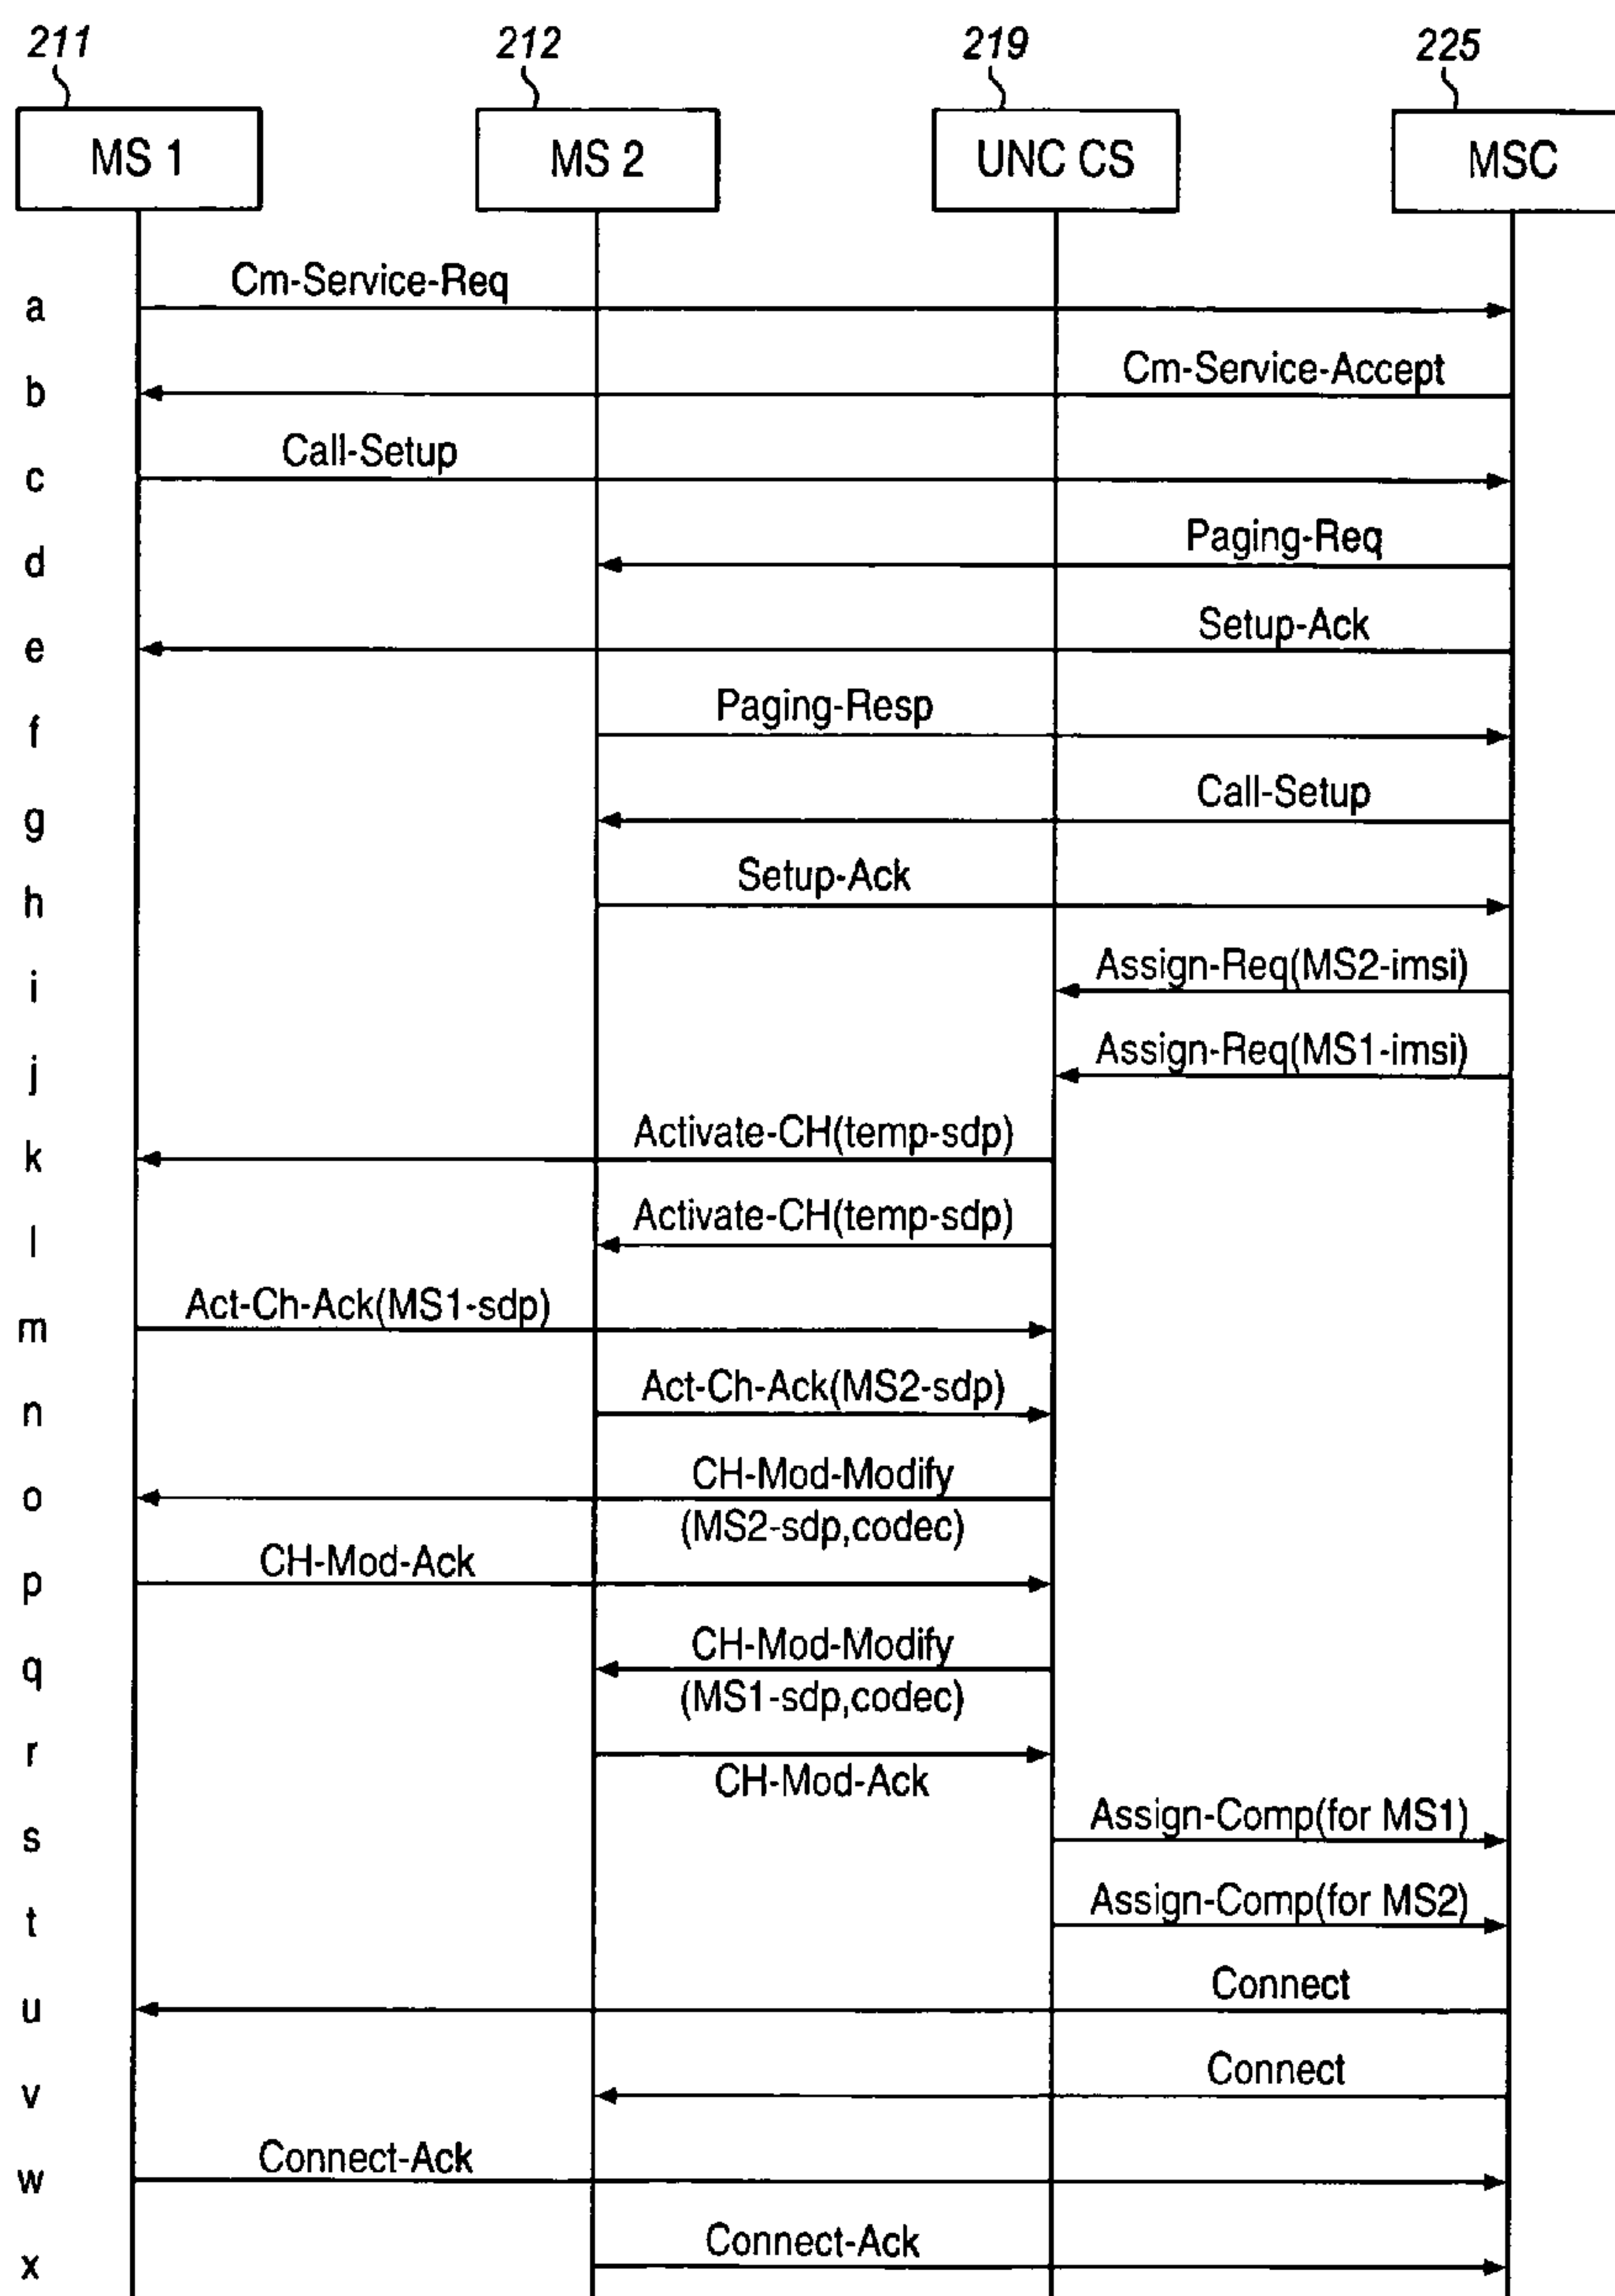 211
212
219
225
MS 1
MS 2
UNC CS
MSC
Cm-Service-Req
a
Cm-Service-Accept
b
Call-Setup
c
Paging-Req
d
Setup-Ack
e
Paging-Resp
f
Call-Setup
g
Setup-Ack
h
Assign-Req(MS2-imsi)
i
Assign-Req(MS1-imsi)
j
Activate-CH(temp-sdp)
k
Activate-CH(temp-sdp)
l
Act-Ch-Ack(MS1-sdp)
m
Act-Ch-Ack(MS2-sdp)
n
CH-Mod-Modify
o
(MS2-sdp,codec)
CH-Mod-Ack
p
CH-Mod-Modify
q
(MS1-sdp,codec)
r
CH-Mod-Ack
Assign-Comp(for MS1)
s
Assign-Comp(for MS2)
t
Connect
u
Connect
v
Connect-Ack
w
Connect-Ack
x